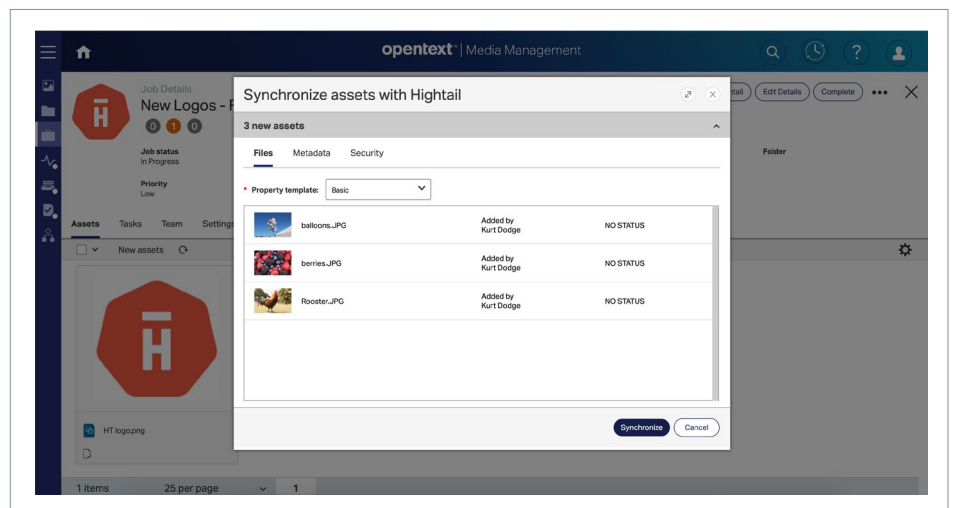 opentext™ | Media Management
?
Job Details
New Logos - F
0 1 0
Job status
In Progress
Priority
Low
Assets Tasks Team Settings
New assets
Synchronize assets with Hightail
3 new assets
Files Metadata Security
* Property template: Basic
balloons.JPG Added by Kurt Dodge NO STATUS
berries.JPG Added by Kurt Dodge NO STATUS
Rooster.JPG Added by Kurt Dodge NO STATUS
Synchronize Cancel
tail Edit Details Complete
Folder
H
H
HT logo.png
1 items 25 per page 1